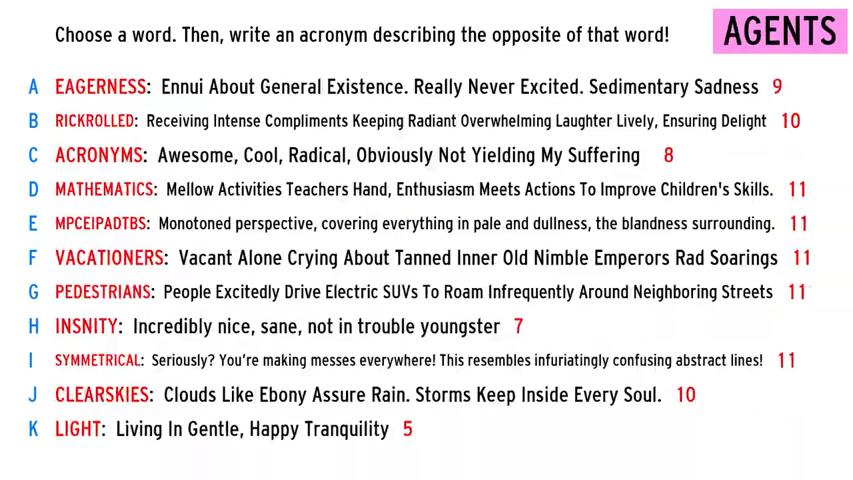 Choose a word. Then, write an acronym describing the opposite of that word!
AGENTS
A EAGERNESS: Ennui About General Existence. Really Never Excited. Sedimentary Sadness 9
B RICKROLLED: Receiving Intense Compliments Keeping Radiant Overwhelming Laughter Lively, Ensuring Delight 10
C ACRONYMS: Awesome, Cool, Radical, Obviously Not Yielding My Suffering 8
D MATHEMATICS: Mellow Activities Teachers Hand, Enthusiasm Meets Actions To Improve Children's Skills. 11
E MPCEIPADTBS: Monotoned perspective, covering everything in pale and dullness, the blandness surrounding. 11
F VACATIONERS: Vacant Alone Crying About Tanned Inner Old Nimble Emperors Rad Soarings 11
G PEDESTRIANS: People Excitedly Drive Electric SUVs To Roam Infrequently Around Neighboring Streets 11
H INSNITY: Incredibly nice, sane, not in trouble youngster 7
I SYMMETRICAL: Seriously? You're making messes everywhere! This resembles infuriatingly confusing abstract lines! 11
J CLEARSKIES: Clouds Like Ebony Assure Rain. Storms Keep Inside Every Soul. 10
K LIGHT: Living In Gentle, Happy Tranquility 5